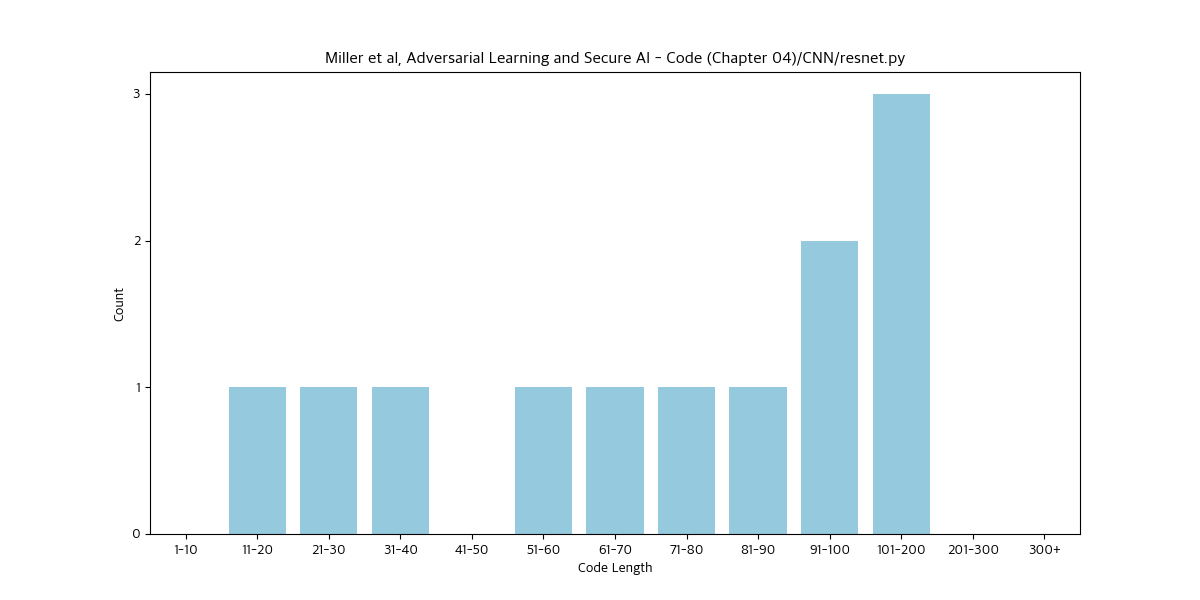 Miller et al, Adversarial Learning and Secure AI - Code (Chapter 04)/CNN/resnet.py
3
2
1
0
Count
1-10 11-20 21-30 31-40 41-50 51-60 61-70 71-80 81-90 91-100 101-200 201-300 300+
Code Length